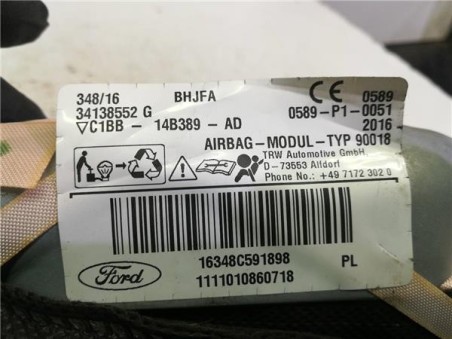 348/16 BHJFA CE 0589
34138552 G 0589-P1-0051
▽C1BB - 14B389 - AD 2016
AIRBAG-MODUL-TYP 90018
TRW Automotive GmbH
D-73553 Alfdorf
Phone No.: +49 7172 302 0
16348C591898 PL
Ford 1111010860718